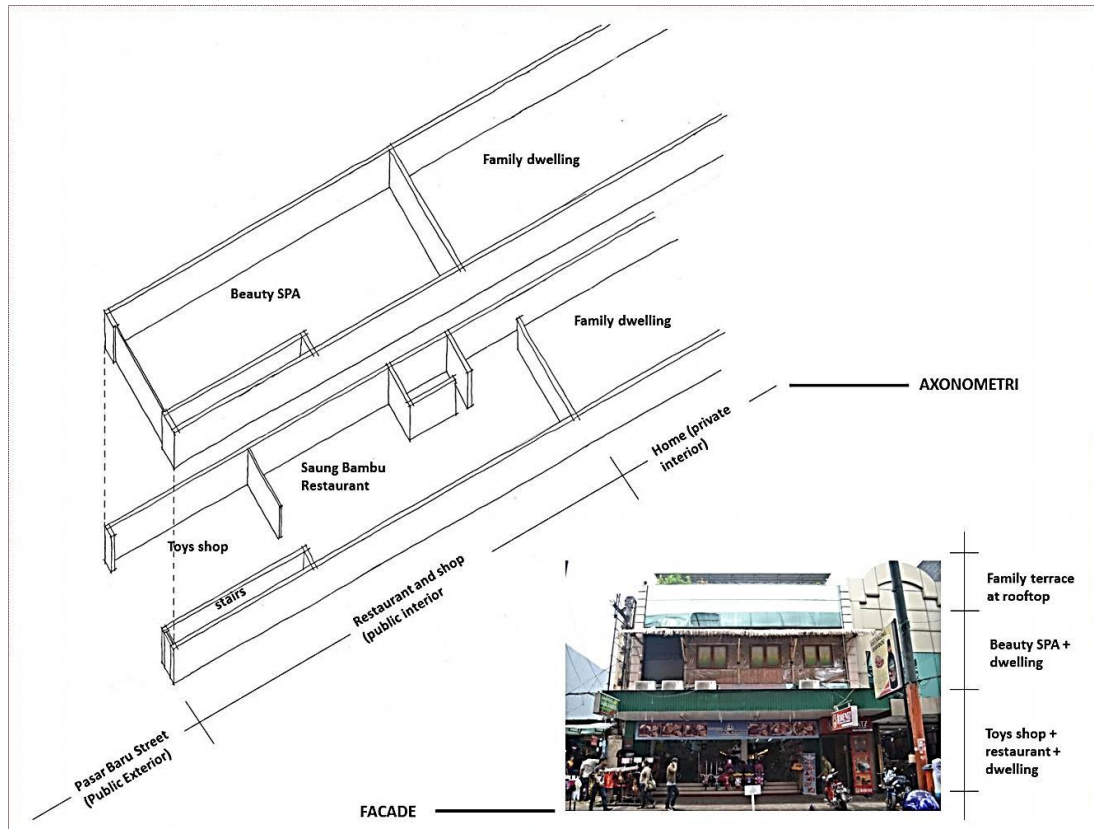 Family dwelling
Beauty SPA
Family dwelling
AXONOMETRI
Home (private
interior)
Saung Bambu
Restaurant
Toys shop
stairs
Restaurant and shop
(public interior
Pasar Baru Street
(Public Exterior)
Family terrace
at rooftop
Beauty SPA +
dwelling
Toys shop +
restaurant +
dwelling
FACADE